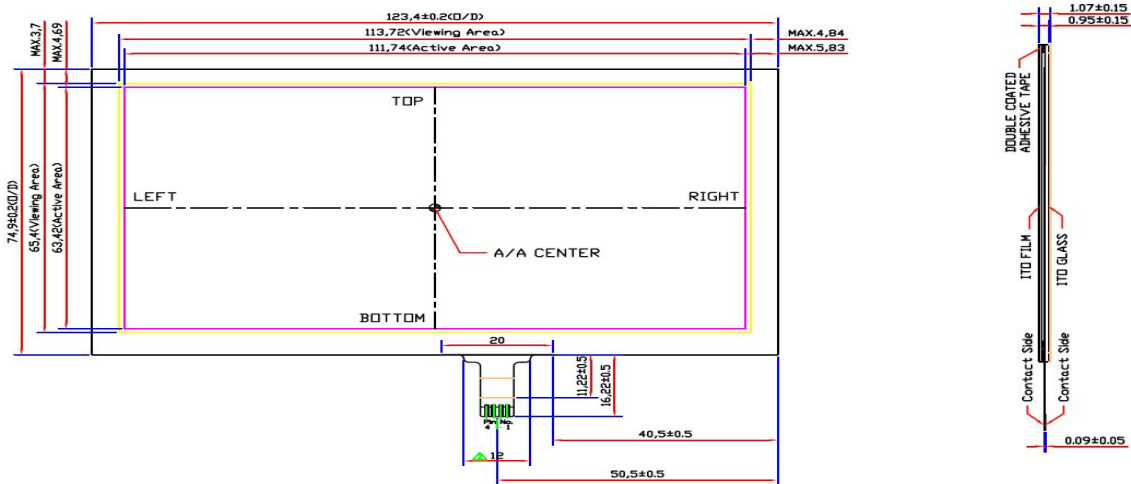 123,4±0.2(O/D)
113,72(Viewing Area)
111,74(Active Area)
MAX.4,84
MAX.5,83
MAX.3,7
MAX.4,69
74,9±0.2(O/D)
65,4(Viewing Area)
63,42(Active Area)
TOP
LEFT
RIGHT
A/A CENTER
BOTTOM
20
11,22±0.5
16,22±0.5
Pin No.
4 1
40,5±0.5
12
50,5±0.5
1.07±0.15
0.95±0.15
DOUBLE COATED
ADHESIVE TAPE
ITO FILM
ITO GLASS
Contact Side
Contact Side
0.09±0.05